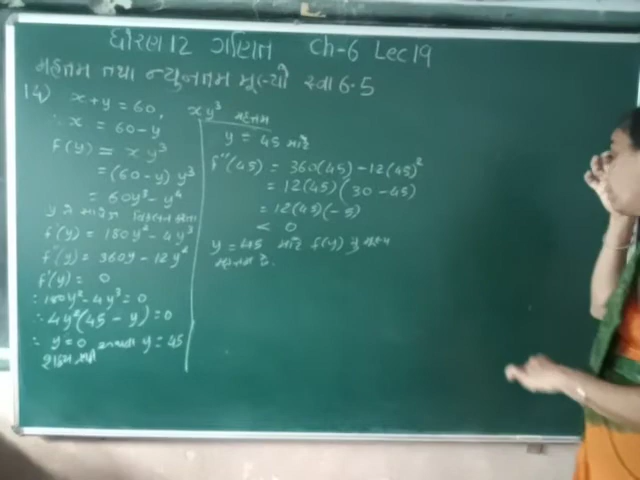 ધોરણ 12 ગણિત Ch-6 Lec 19
મહત્તમ તથા ન્યુનતમ મૂલ્યો સ્વા 6.5
14) x+y = 60, xy³ મહત્તમ
∴ x = 60-y
f(y) = xy³
= (60-y) y³
= 60y³ - y⁴
y ને સાપેક્ષ વિકલન કરતા
f'(y) = 180y² - 4y³
f''(y) = 360y - 12y²
f'(y) = 0
∴ 180y² - 4y³ = 0
∴ 4y²(45 - y) = 0
∴ y = 0, અથવા y = 45
શક્ય નથી
y = 45 માટે
f''(45) = 360(45) - 12(45)²
= 12(45)(30 - 45)
= 12(45)(-5)
< 0
y = 45 માટે f(y) નું મૂલ્ય
મહત્તમ છે.